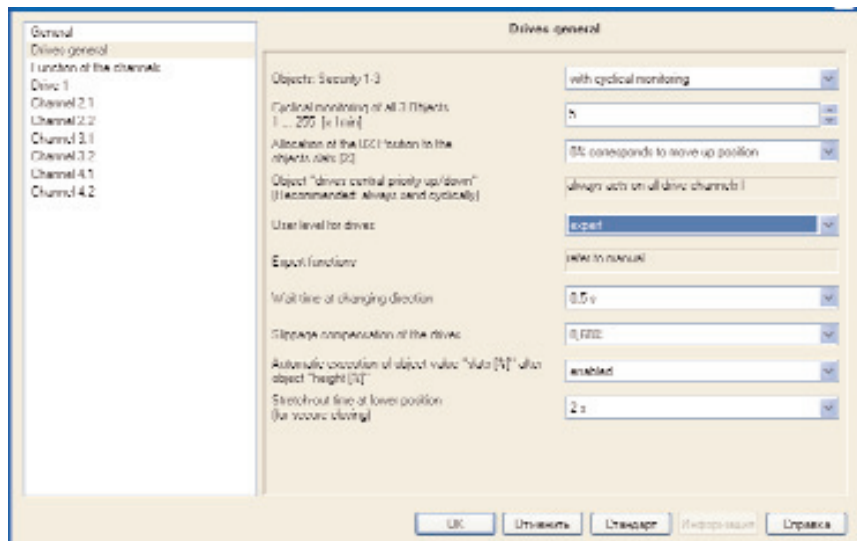 Drives general
General
Drives general
Function of the channels
Drive 1
Channel 2.1
Channel 2.2
Channel 3.1
Channel 3.2
Channel 4.1
Channel 4.2
Objects: Security 1-3
with cyclical monitoring
Cyclical monitoring of all 3 Objects
1 ... 255 [x 1min]
5
Allocation of the position to the
objects slats [%]
0% corresponds to move up position
Object "drives central priority up/down"
(Recommended: always send cyclically)
always acts on all drive channels !
User level for drives
expert
Expert functions
refer to manual
Wait time at changing direction
0,5 s
Slippage compensation of the drives
Automatic execution of object value "slats [%]" after
object "height [%]"
enabled
Stretch-out time at lower position
(for secure closing)
2 s
OK
Отменить
Стандарт
Информация
Справка